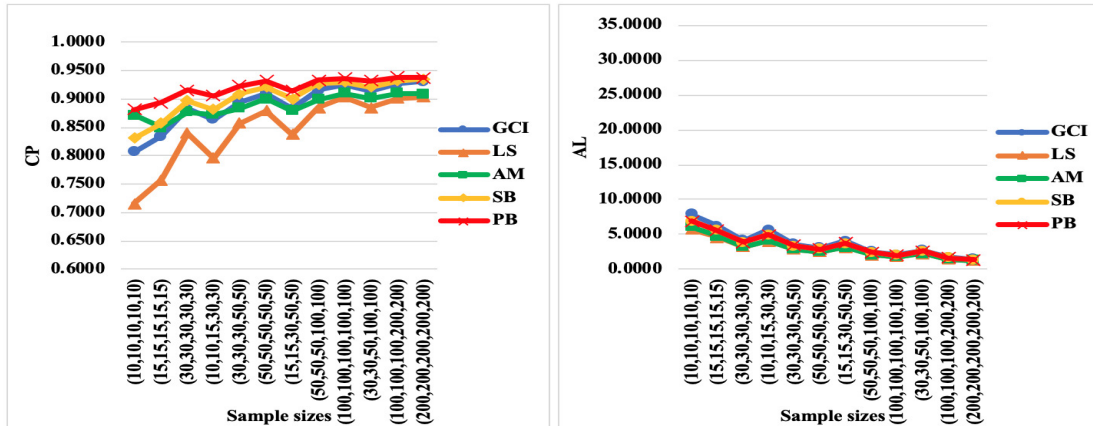 1.0000
0.9500
0.9000
0.8500
0.8000
0.7500
0.7000
0.6500
0.6000
CP
(10,10,10,10,10)
(15,15,15,15,15)
(30,30,30,30,30)
(10,10,15,30,30)
(30,30,30,50,50)
(50,50,50,50,50)
(15,15,30,50,50)
(50,50,50,100,100)
(100,100,100,100,100)
(30,30,50,100,100)
(100,100,100,200,200)
(200,200,200,200,200)
Sample sizes
GCI
LS
AM
SB
PB
35.0000
30.0000
25.0000
20.0000
15.0000
10.0000
5.0000
0.0000
AL
(10,10,10,10,10)
(15,15,15,15,15)
(30,30,30,30,30)
(10,10,15,30,30)
(30,30,30,50,50)
(50,50,50,50,50)
(15,15,30,50,50)
(50,50,50,100,100)
(100,100,100,100,100)
(30,30,50,100,100)
(100,100,100,200,200)
(200,200,200,200,200)
Sample sizes
GCI
LS
AM
SB
PB